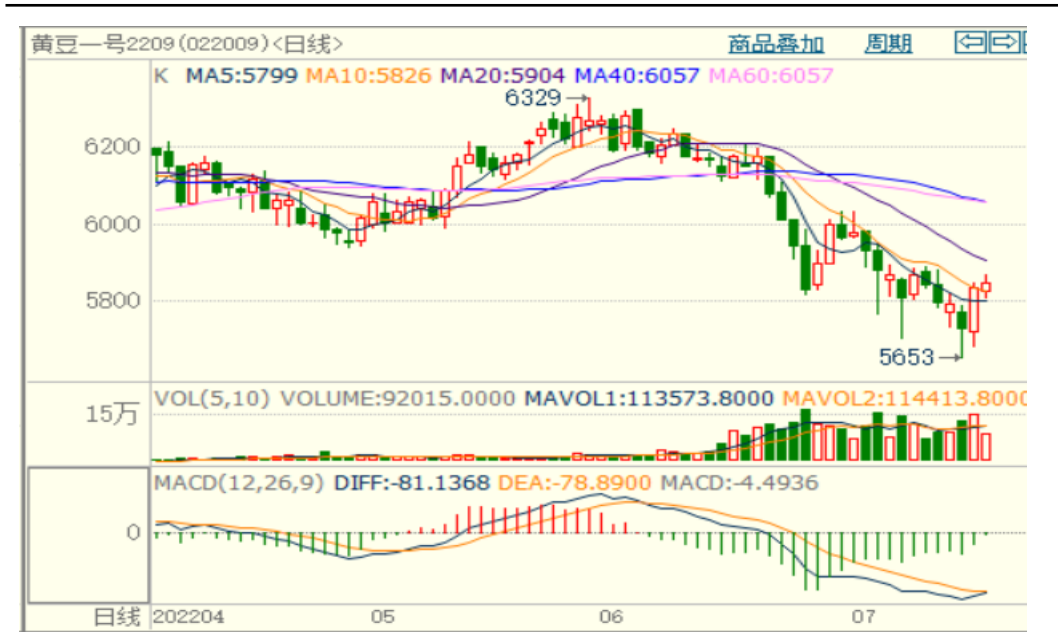 黄豆一号2209(022009)<日线> 商品叠加 周期
K MA5:5799 MA10:5826 MA20:5904 MA40:6057 MA60:6057
6329
6200
6000
5800
5653
VOL(5,10) VOLUME:92015.0000 MAVOL1:113573.8000 MAVOL2:114413.8000
15万
MACD(12,26,9) DIFF:-81.1368 DEA:-78.8900 MACD:-4.4936
0
日线 202204 05 06 07